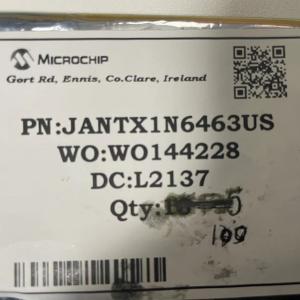 MICROCHIP
Gort Rd, Ennis, Co.Clare, Ireland
PN:JANTX1N6463US
WO:WO144228
DC:L2137
Qty:
100